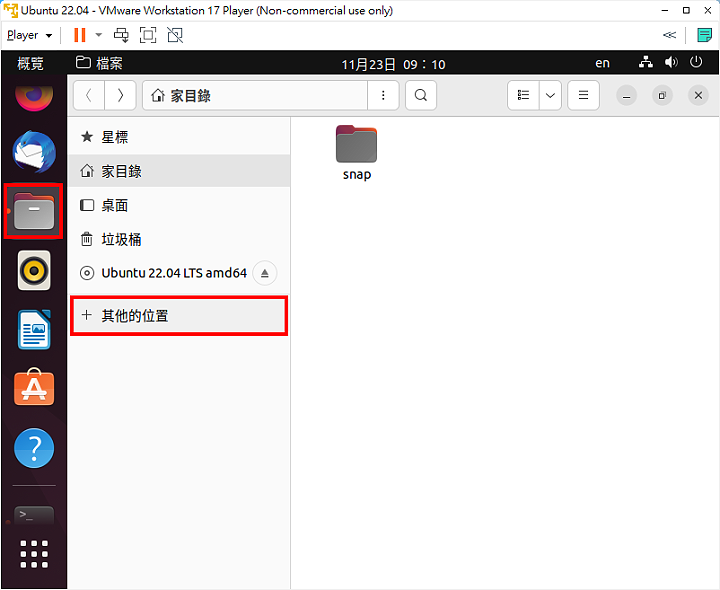 Ubuntu 22.04 - VMware Workstation 17 Player (Non-commercial use only)
Player
概覽
檔案
11月23日 09：10
en
家目錄
星標
家目錄
桌面
垃圾桶
Ubuntu 22.04 LTS amd64
其他的位置
snap